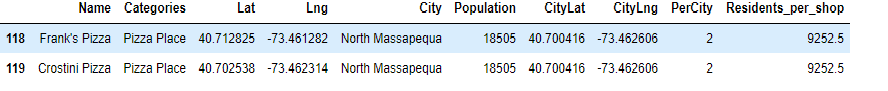 Name Categories Lat Lng City Population CityLat CityLng PerCity Residents_per_shop
118 Frank's Pizza Pizza Place 40.712825 -73.461282 North Massapequa 18505 40.700416 -73.462606 2 9252.5
119 Crostini Pizza Pizza Place 40.702538 -73.462314 North Massapequa 18505 40.700416 -73.462606 2 9252.5